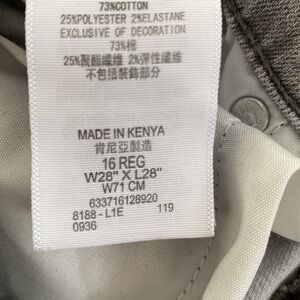 73%COTTON
25%POLYESTER 2%ELASTANE
EXCLUSIVE OF DECORATION
73%棉
25%聚酯纖維 2%彈性纖維
不包括裝飾部分
MADE IN KENYA
肯尼亞製造
16 REG
W28" X L28"
W71 CM
633716128920
8188 - L1E 119
0936